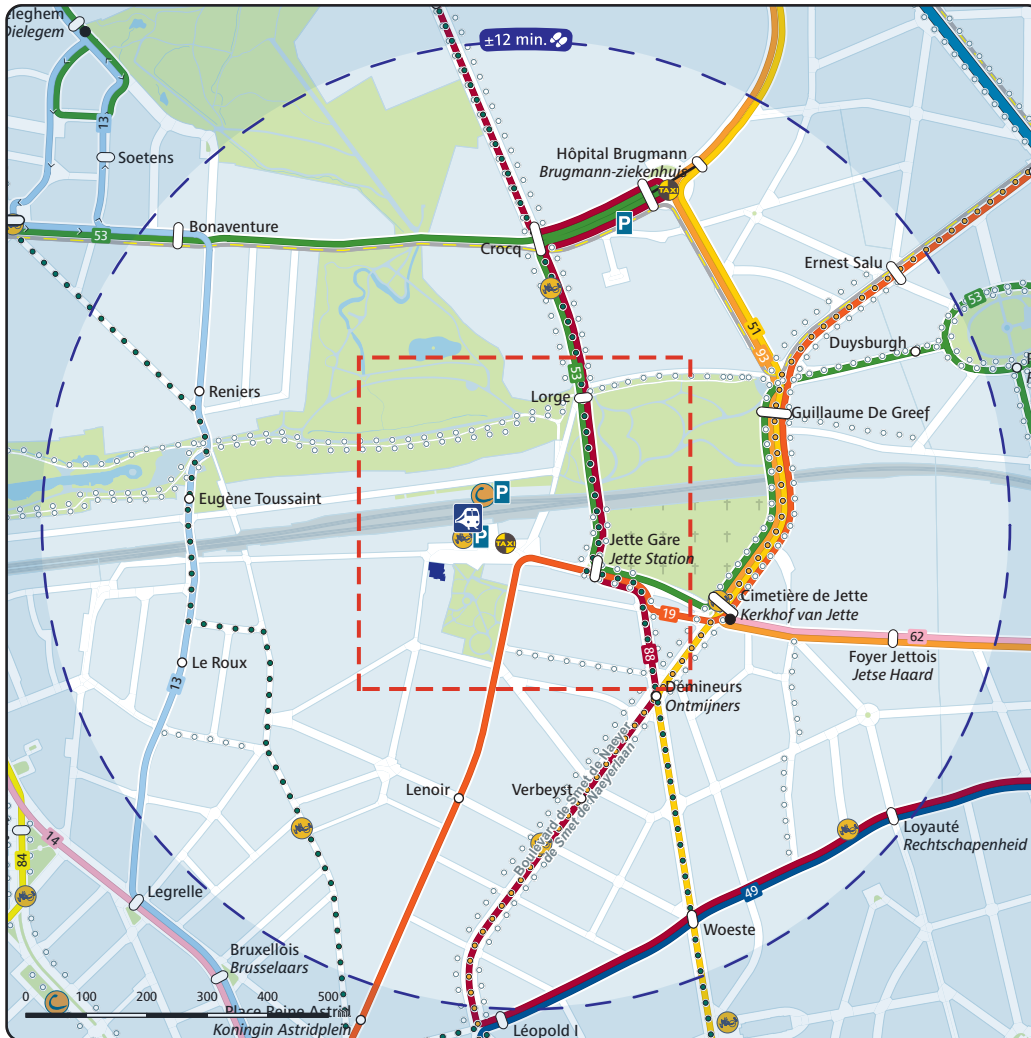 Dielegem
±12 min.
13
Soetens
Hôpital Brugmann
Brugmann-ziekenhuis
TAXI
P
Bonaventure
53
Crocq
Ernest Salu
51
93
53
Duysburgh
53
Reniers
Lorge
Guillaume De Greef
Eugène Toussaint
P
P
TAXI
Jette Gare
Jette Station
Cimetière de Jette
Kerkhof van Jette
19
62
88
Foyer Jettois
Jetse Haard
Le Roux
13
Démineurs
Ontmijners
Boulevard de Smet de Naeyer
de Smet de Naeyerlaan
Lenoir
Verbeyst
Loyauté
Rechtschapenheid
14
84
49
Legrelle
Woeste
Bruxellois
Brusselaars
0 100 200 300 400 500 m
Place Reine Astrid
Koningin Astridplein
Léopold I